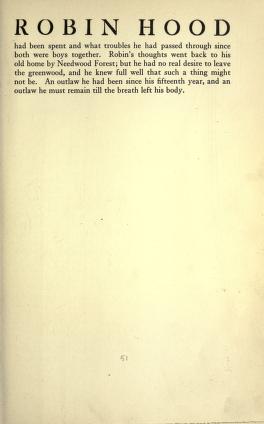 ROBIN HOOD
had been spent and what troubles he had passed through since
both were boys together. Robin's thoughts went back to his
old home by Needwood Forest; but he had no real desire to leave
the greenwood, and he knew full well that such a thing might
not be. An outlaw he had been since his fifteenth year, and an
outlaw he must remain till the breath left his body.
51